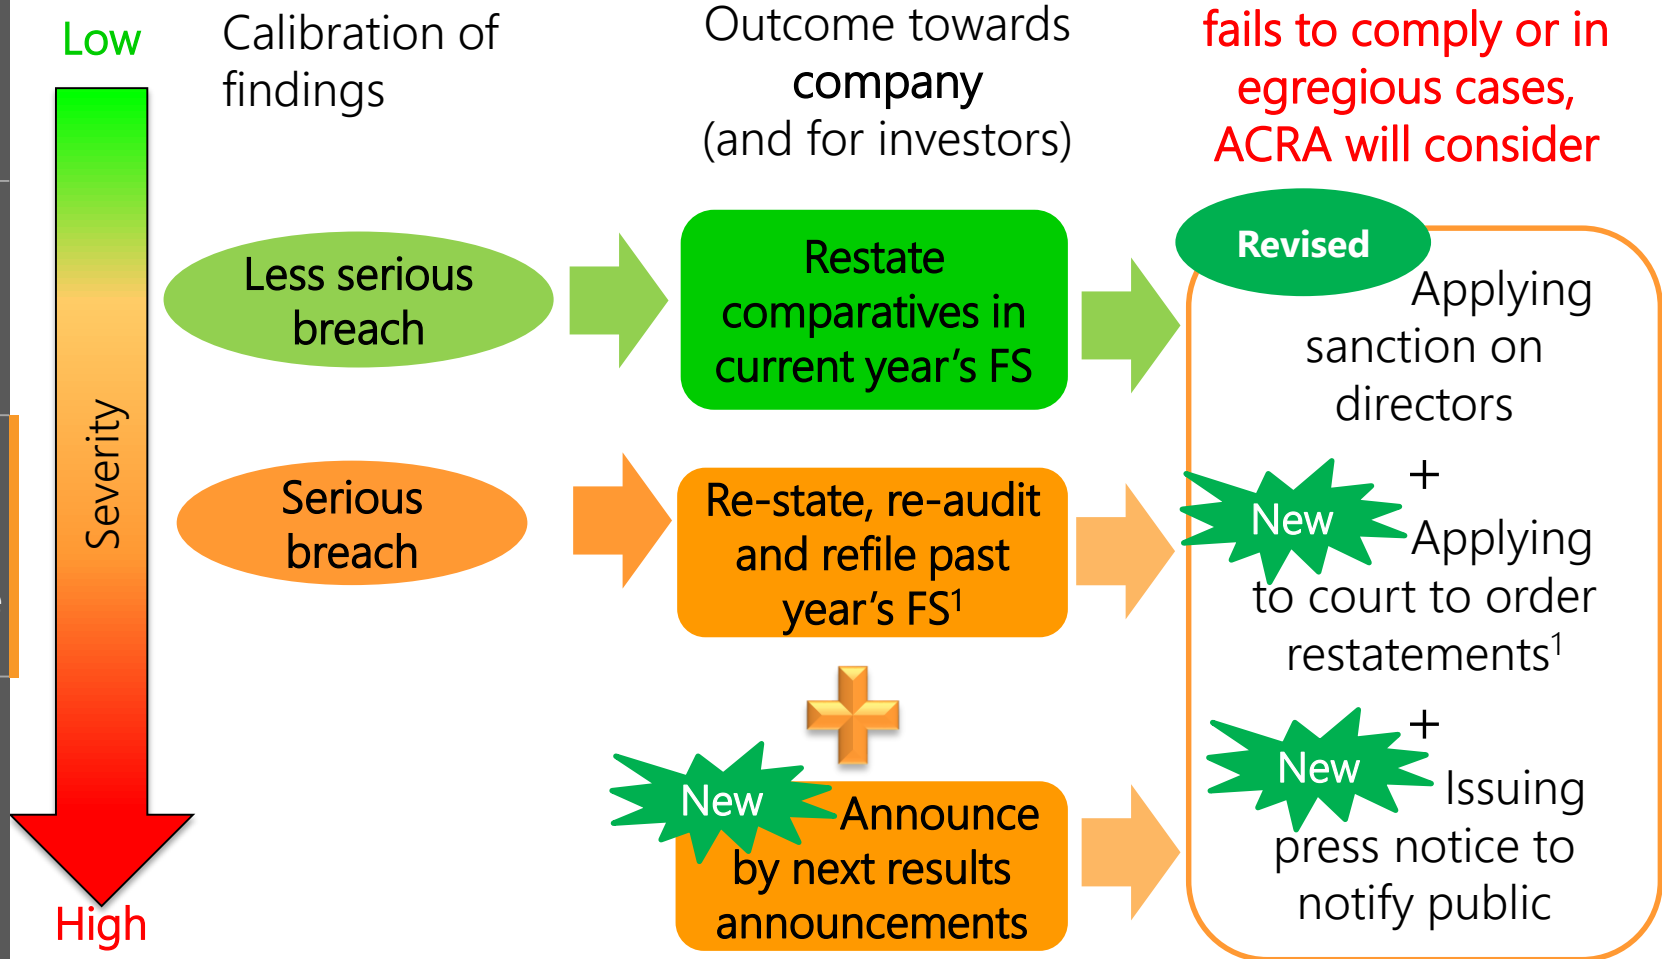 Low
Calibration of
findings
Outcome towards
company
(and for investors)
fails to comply or in
egregious cases,
ACRA will consider
Severity
High
Less serious
breach
Restate
comparatives in
current year’s FS
Revised
Applying
sanction on
directors
+
Serious
breach
Re-state, re-audit
and refile past
year’s FS1
New
Applying
to court to order
restatements1
+
New
Announce
by next results
announcements
New
Issuing
press notice to
notify public